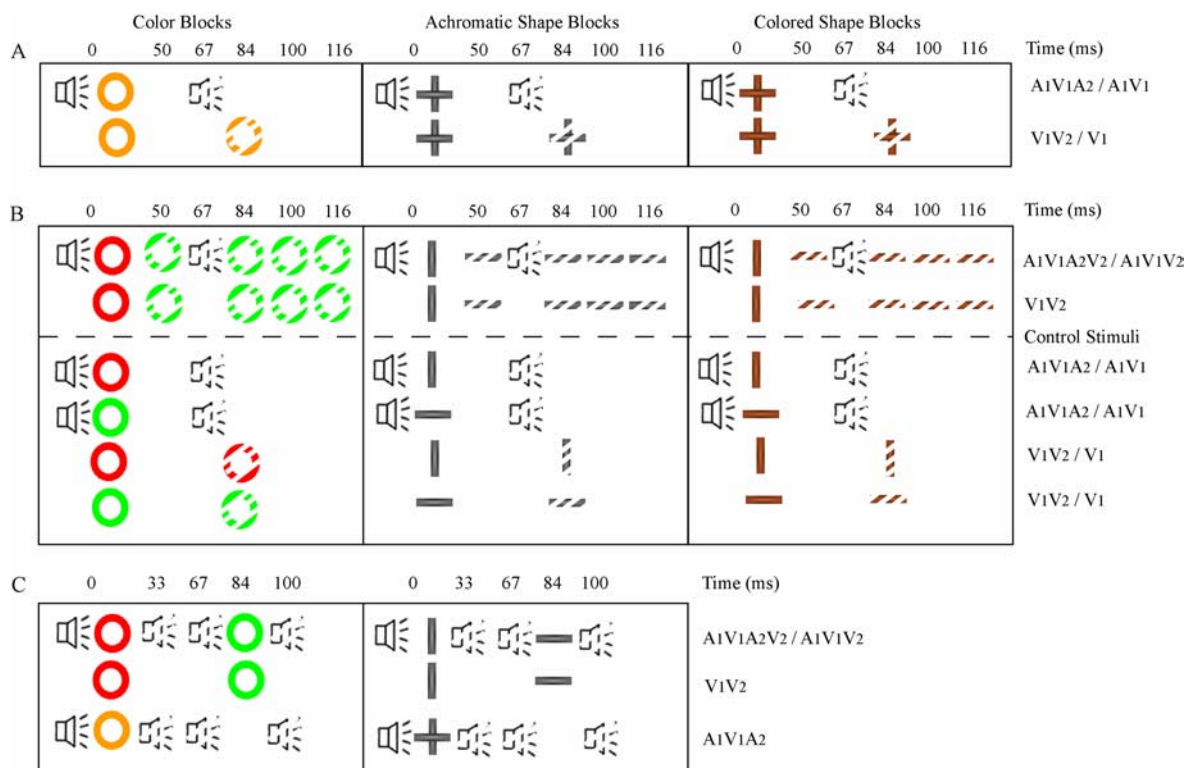 Color Blocks Achromatic Shape Blocks Colored Shape Blocks
A 0 50 67 84 100 116 0 50 67 84 100 116 0 50 67 84 100 116 Time (ms)
A1V1A2 / A1V1
V1V2 / V1
B 0 50 67 84 100 116 0 50 67 84 100 116 0 50 67 84 100 116 Time (ms)
A1V1A2V2 / A1V1V2
V1V2
Control Stimuli
A1V1A2 / A1V1
A1V1A2 / A1V1
V1V2 / V1
V1V2 / V1
C 0 33 67 84 100 0 33 67 84 100 Time (ms)
A1V1A2V2 / A1V1V2
V1V2
A1V1A2